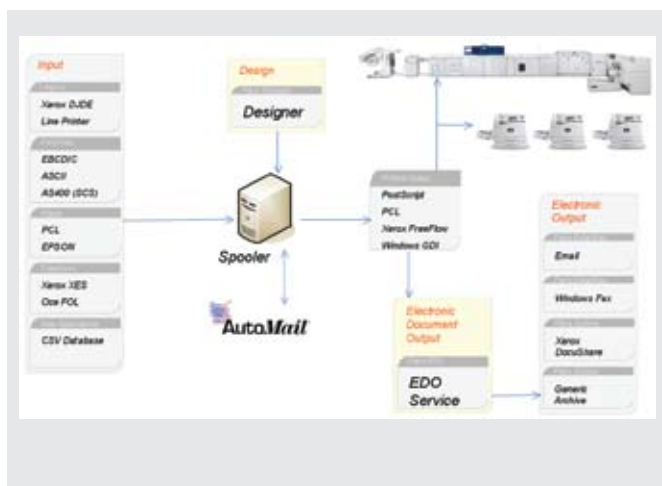 Input
Xerox DJDE
Line Printer
EBCDIC
ASCII
AS400 (SCS)
PCL
EPSON
Xerox XES
Oce FOL
CSV Database
Design
Designer
Spooler
AutoMail
PostScript
PCL
Xerox FreeFlow
Windows GDI
Electronic
Document
Output
EDO
Service
Electronic
Output
Email
Windows Fax
Xerox
DocuShare
Generic
Archive